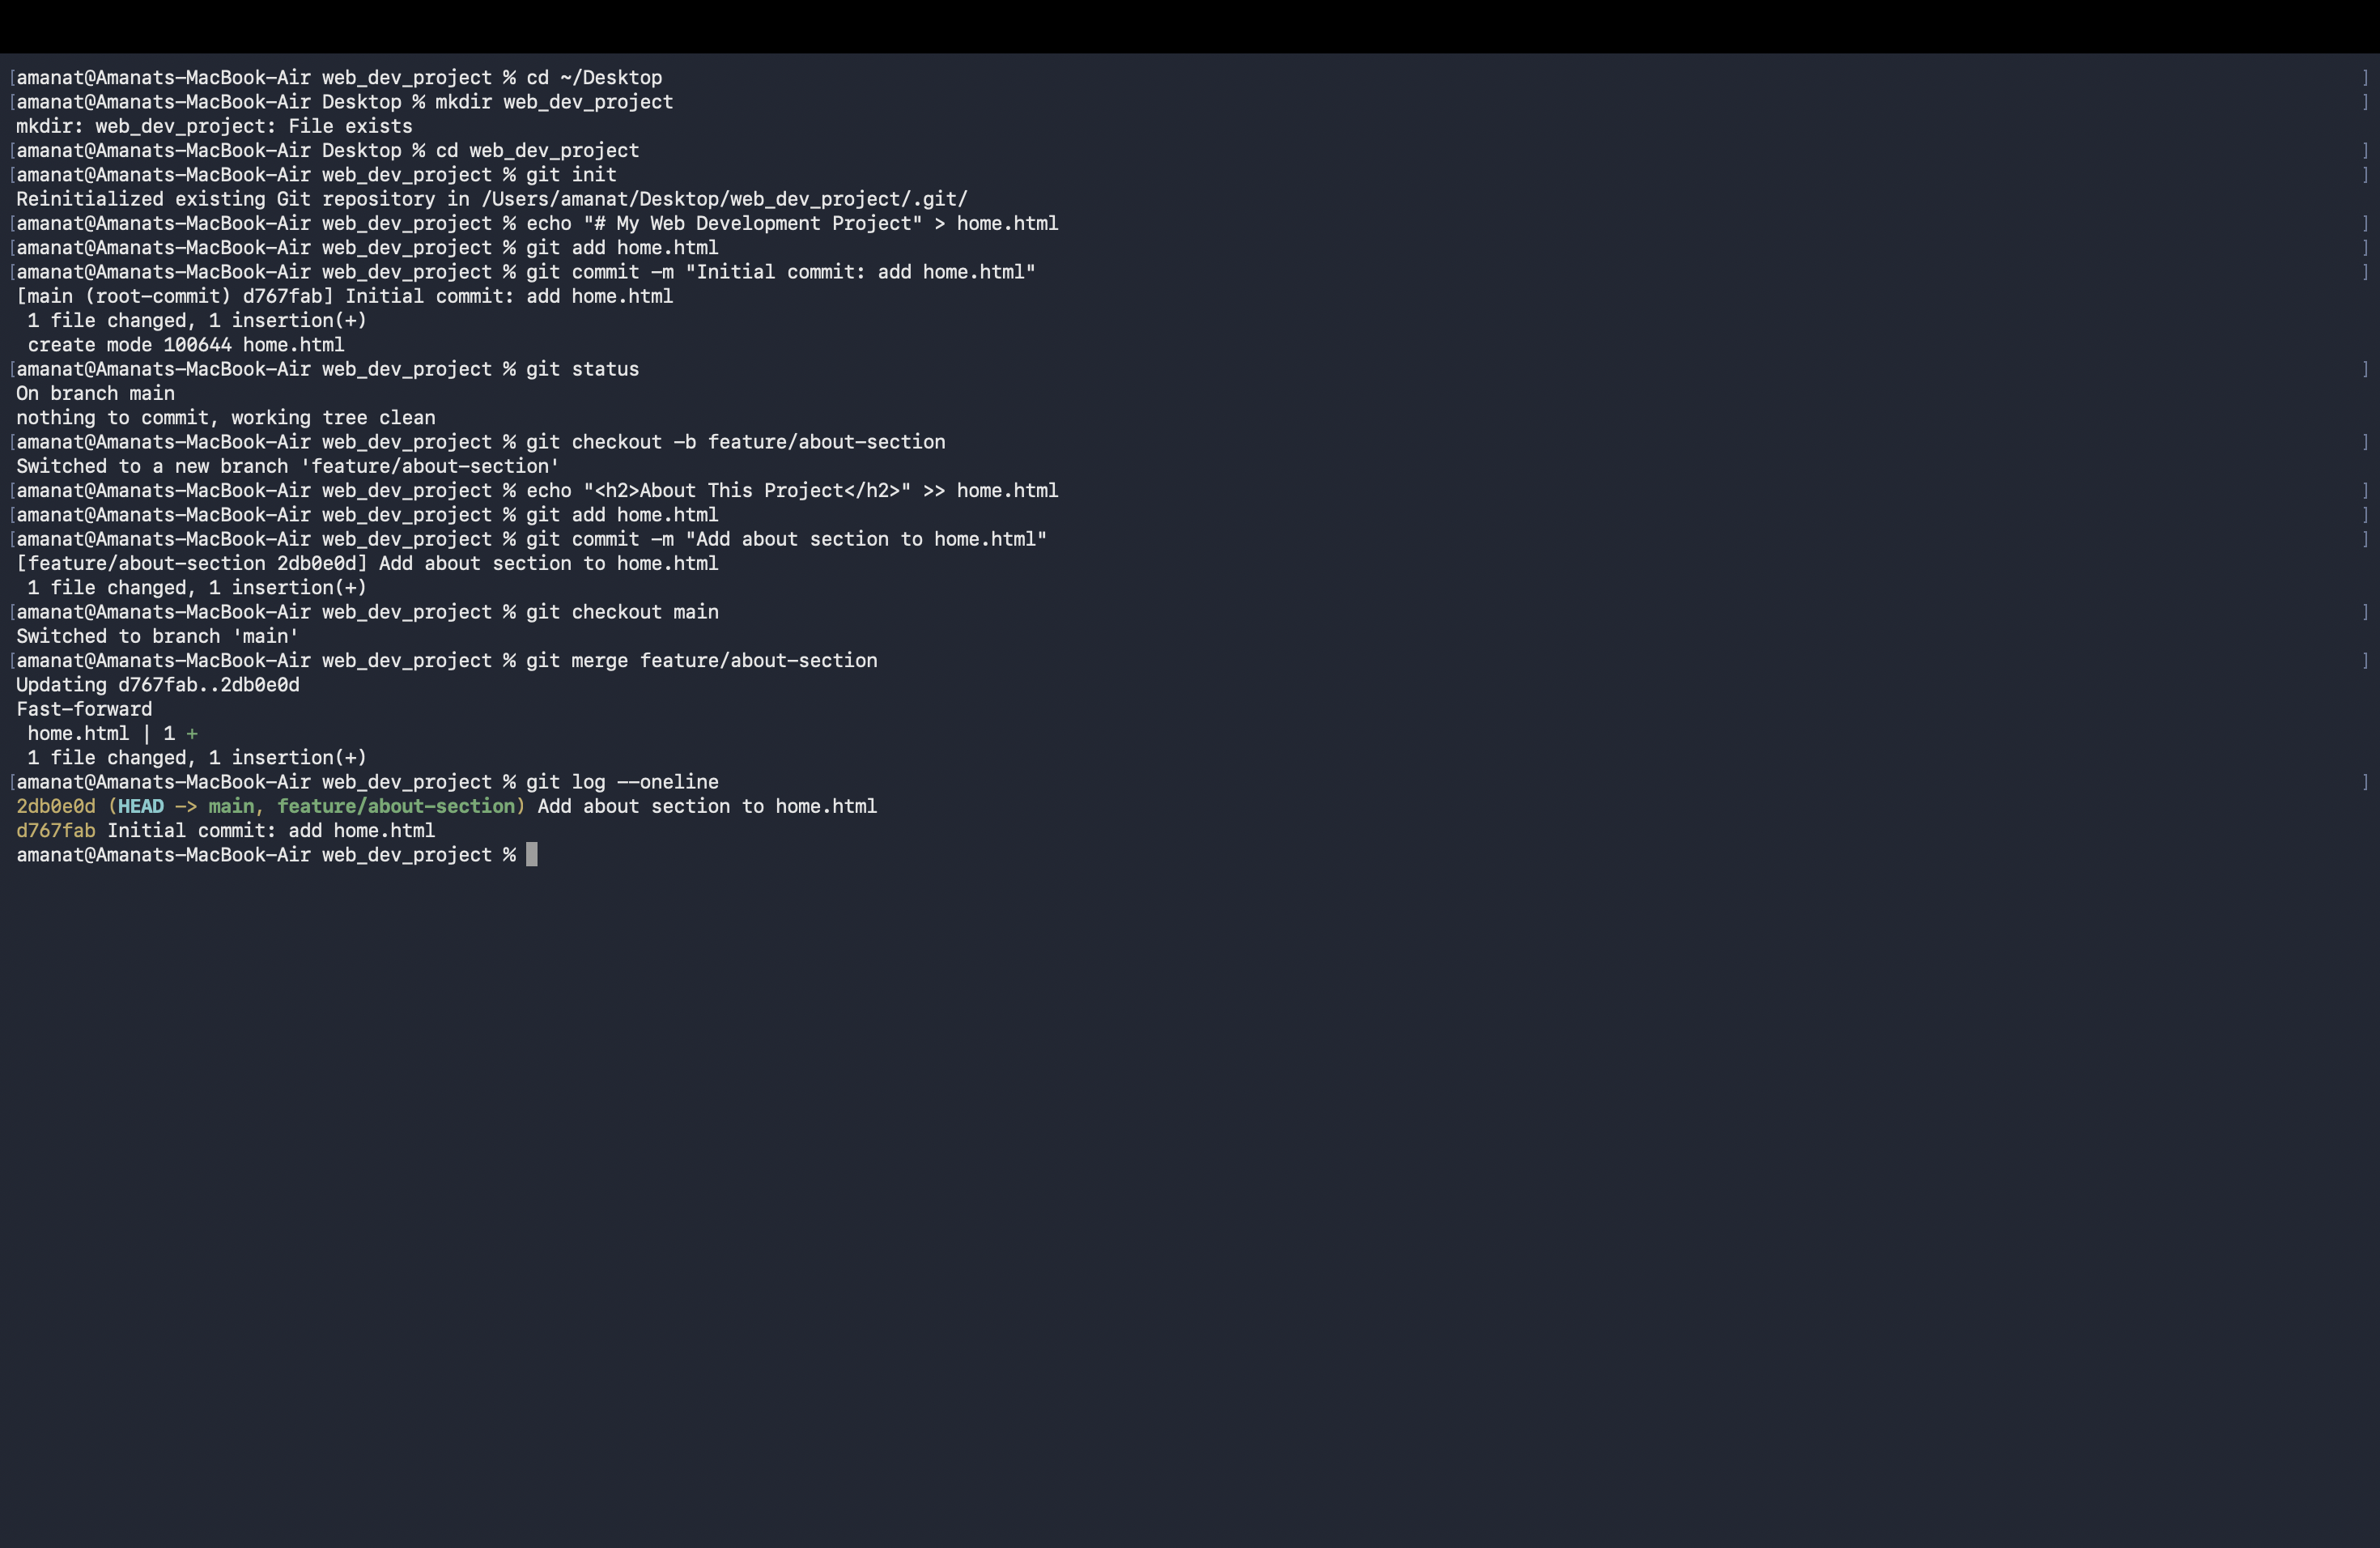 [amanat@Amanats-MacBook-Air web_dev_project % cd ~/Desktop ]
[amanat@Amanats-MacBook-Air Desktop % mkdir web_dev_project ]
mkdir: web_dev_project: File exists
[amanat@Amanats-MacBook-Air Desktop % cd web_dev_project ]
[amanat@Amanats-MacBook-Air web_dev_project % git init ]
Reinitialized existing Git repository in /Users/amanat/Desktop/web_dev_project/.git/
[amanat@Amanats-MacBook-Air web_dev_project % echo "# My Web Development Project" > home.html ]
[amanat@Amanats-MacBook-Air web_dev_project % git add home.html ]
[amanat@Amanats-MacBook-Air web_dev_project % git commit -m "Initial commit: add home.html" ]
[main (root-commit) d767fab] Initial commit: add home.html
 1 file changed, 1 insertion(+)
 create mode 100644 home.html
[amanat@Amanats-MacBook-Air web_dev_project % git status ]
On branch main
nothing to commit, working tree clean
[amanat@Amanats-MacBook-Air web_dev_project % git checkout -b feature/about-section ]
Switched to a new branch 'feature/about-section'
[amanat@Amanats-MacBook-Air web_dev_project % echo "<h2>About This Project</h2>" >> home.html ]
[amanat@Amanats-MacBook-Air web_dev_project % git add home.html ]
[amanat@Amanats-MacBook-Air web_dev_project % git commit -m "Add about section to home.html" ]
[feature/about-section 2db0e0d] Add about section to home.html
 1 file changed, 1 insertion(+)
[amanat@Amanats-MacBook-Air web_dev_project % git checkout main ]
Switched to branch 'main'
[amanat@Amanats-MacBook-Air web_dev_project % git merge feature/about-section ]
Updating d767fab..2db0e0d
Fast-forward
 home.html | 1 +
 1 file changed, 1 insertion(+)
[amanat@Amanats-MacBook-Air web_dev_project % git log --oneline ]
2db0e0d (HEAD -> main, feature/about-section) Add about section to home.html
d767fab Initial commit: add home.html
amanat@Amanats-MacBook-Air web_dev_project %